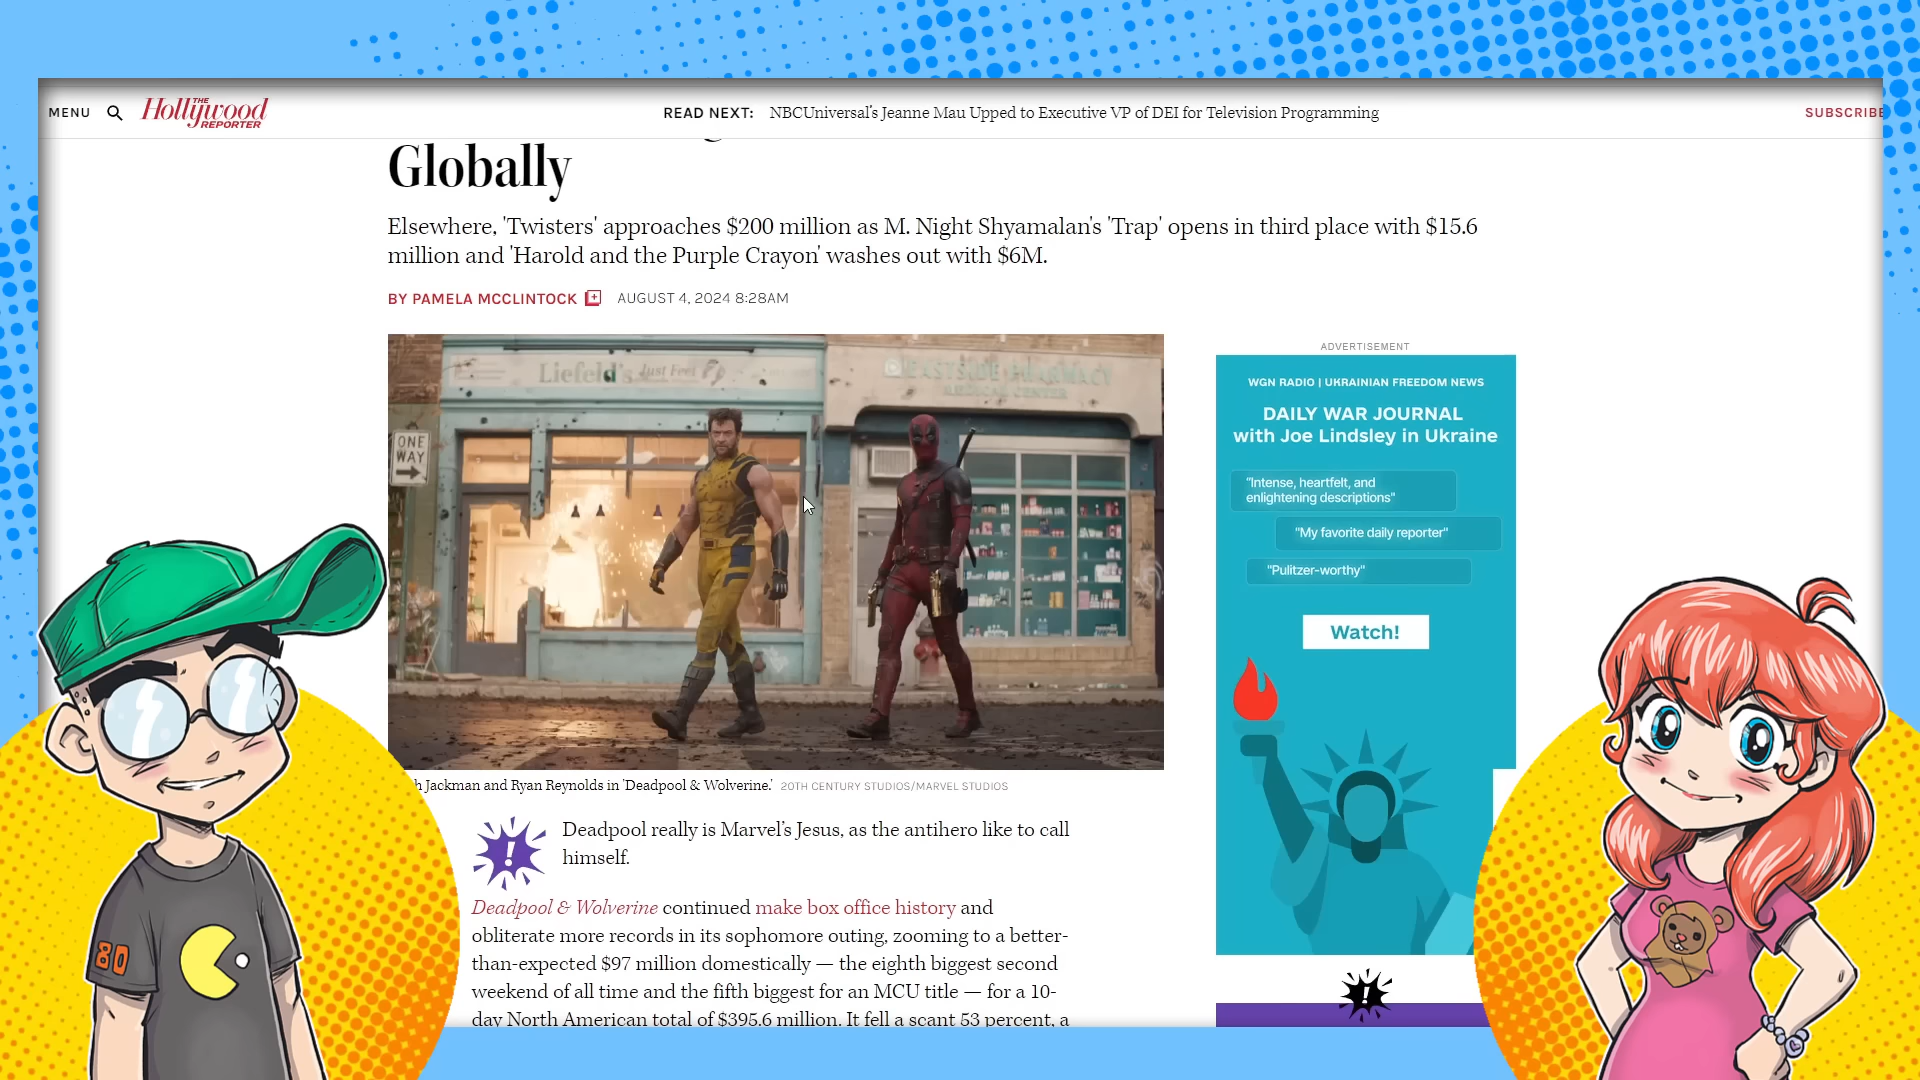 MENU
THE
Hollywood
REPORTER
READ NEXT: NBCUniversal's Jeanne Mau Upped to Executive VP of DEI for Television Programming
SUBSCRIBE
Globally
Elsewhere, 'Twisters' approaches $200 million as M. Night Shyamalan's 'Trap' opens in third place with $15.6
million and 'Harold and the Purple Crayon' washes out with $6M.
BY PAMELA MCCLINTOCK AUGUST 4, 2024 8:28AM
Liefeld's Just Feet
EASTSIDE PHARMACY
MEDICAL CENTER
ONE
WAY
h Jackman and Ryan Reynolds in 'Deadpool & Wolverine.' 20TH CENTURY STUDIOS/MARVEL STUDIOS
!
Deadpool really is Marvel's Jesus, as the antihero like to call
himself.
Deadpool & Wolverine continued make box office history and
obliterate more records in its sophomore outing, zooming to a better-
than-expected $97 million domestically — the eighth biggest second
weekend of all time and the fifth biggest for an MCU title — for a 10-
day North American total of $395.6 million. It fell a scant 53 percent, a
ADVERTISEMENT
WGN RADIO | UKRAINIAN FREEDOM NEWS
DAILY WAR JOURNAL
with Joe Lindsley in Ukraine
"Intense, heartfelt, and
enlightening descriptions"
"My favorite daily reporter"
"Pulitzer-worthy"
Watch!
!
80